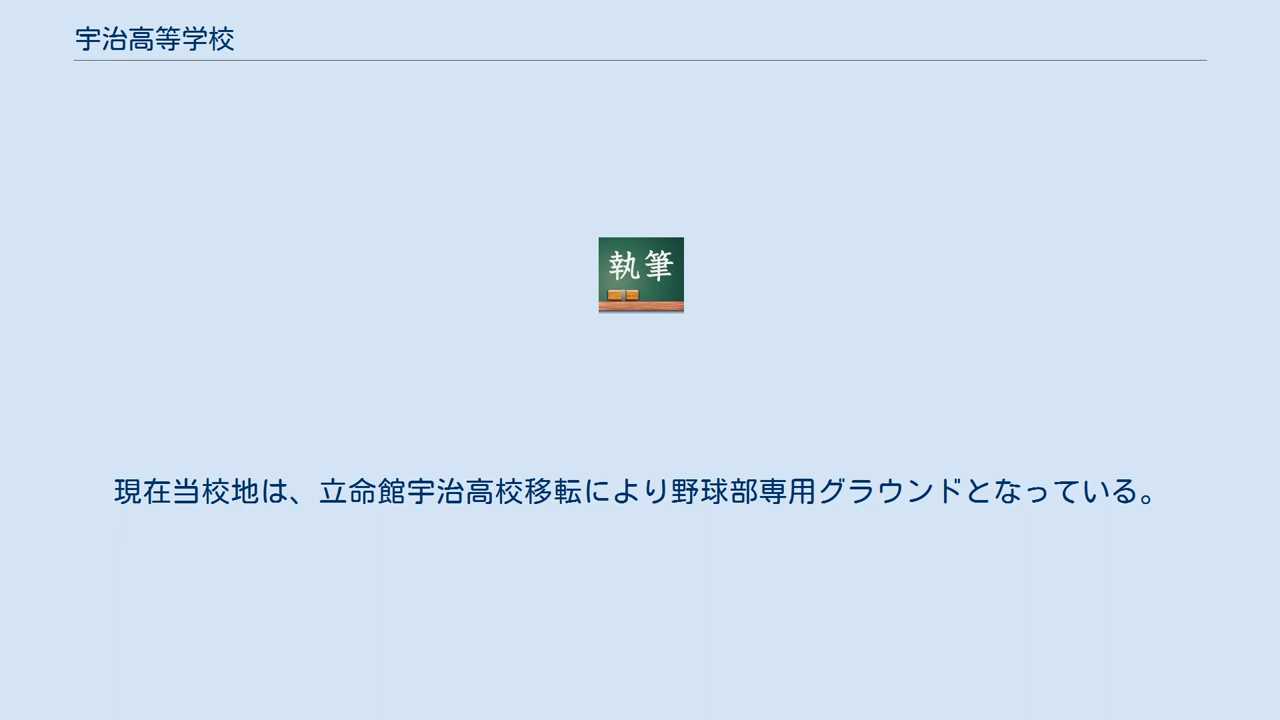 宇治高等学校
執筆
現在当校地は、立命館宇治高校移転により野球部専用グラウンドとなっている。